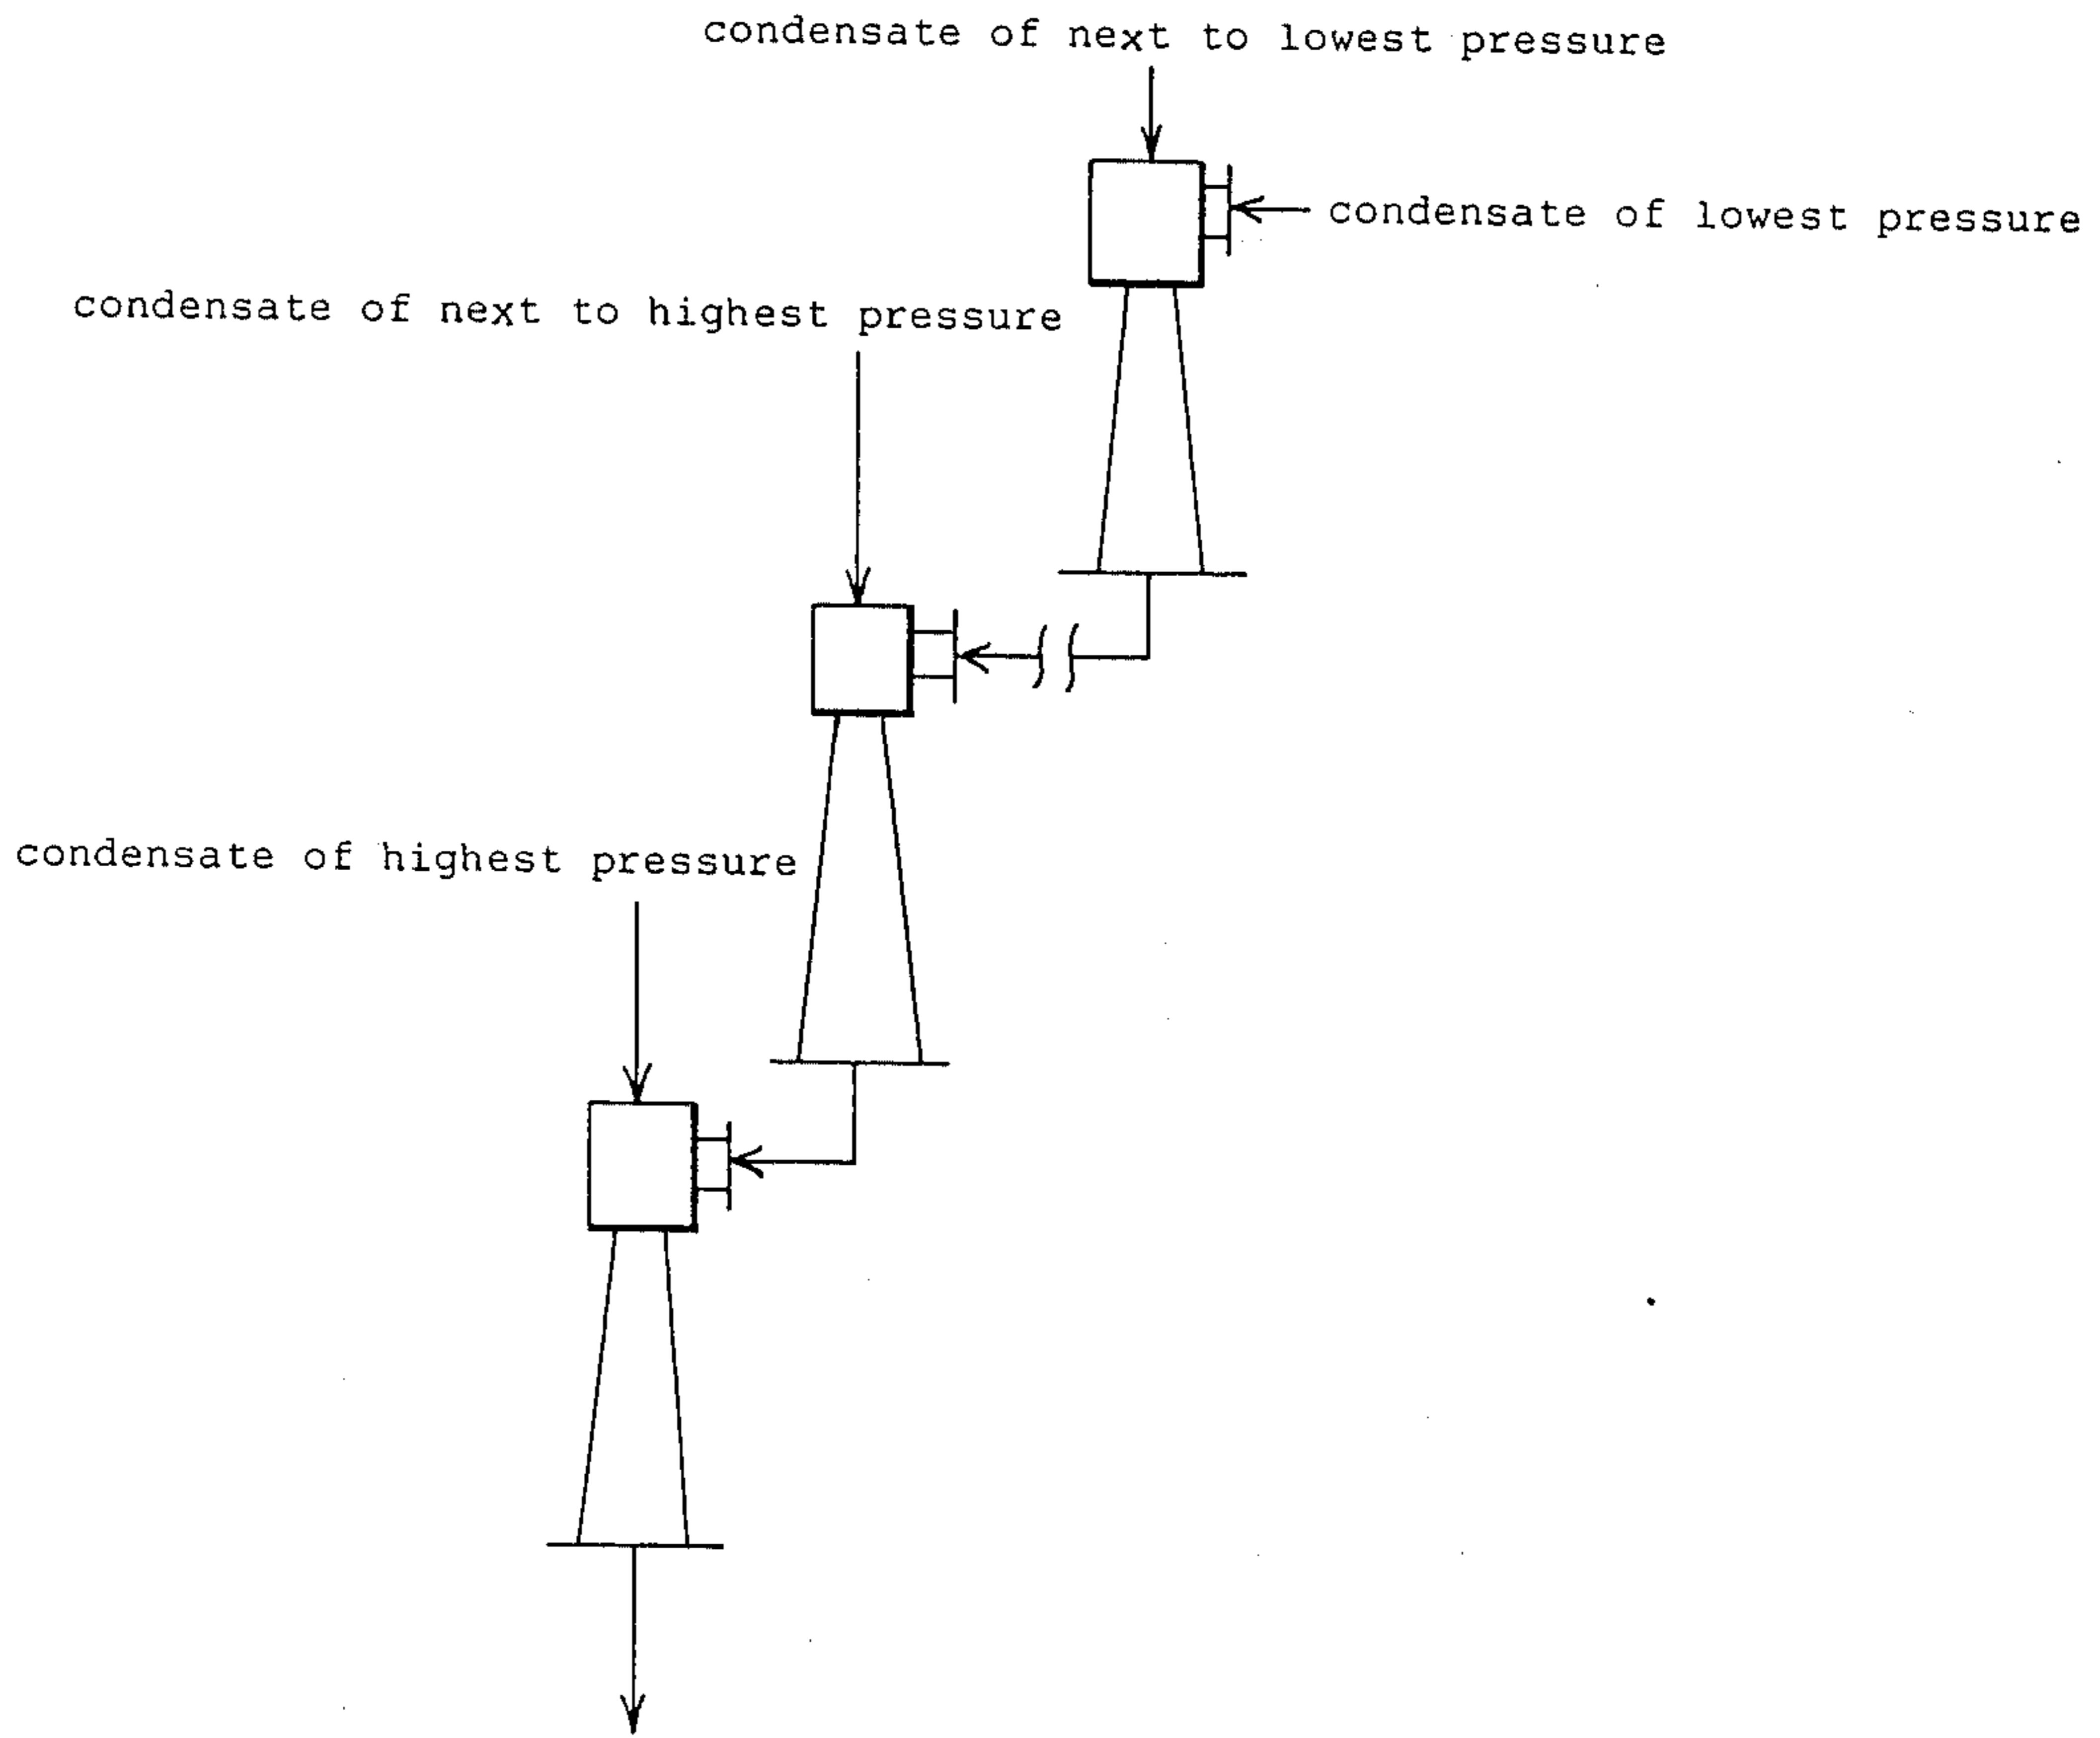 condensate of next to lowest pressure
condensate of lowest pressure
condensate of next to highest pressure
condensate of highest pressure